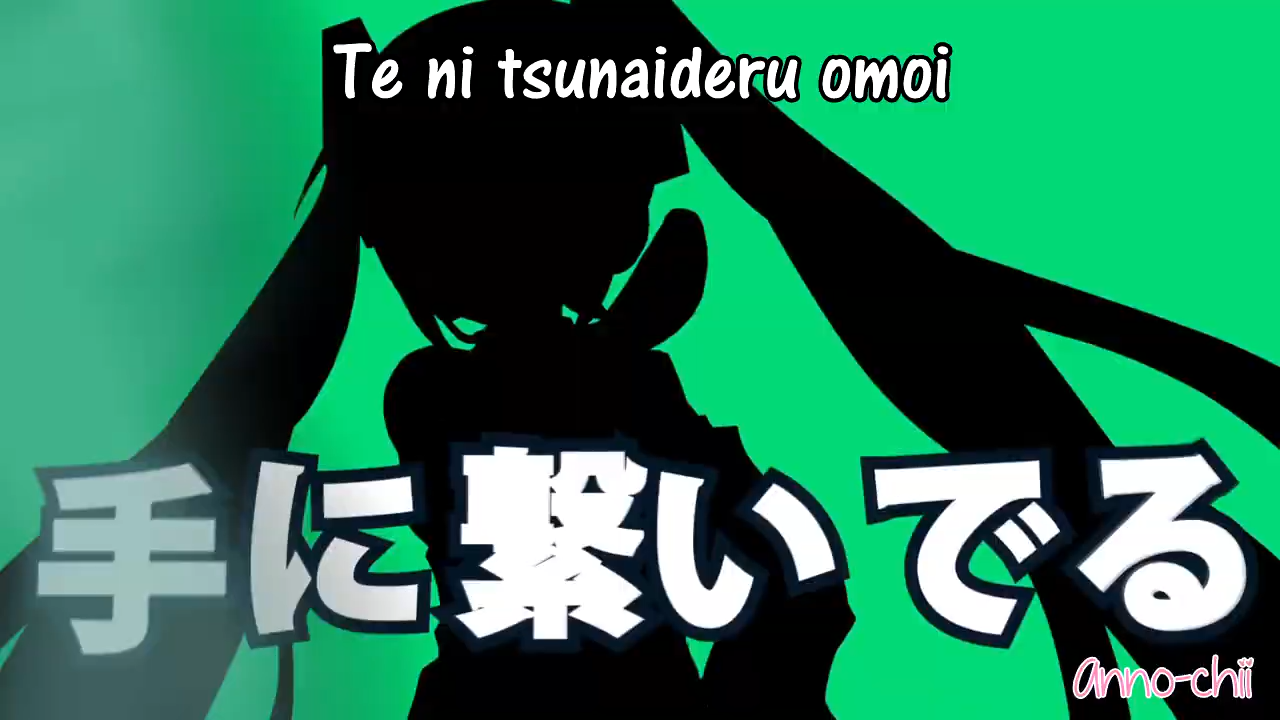 Te ni tsunaideru omoi
手に繋いでる
Anno-chii